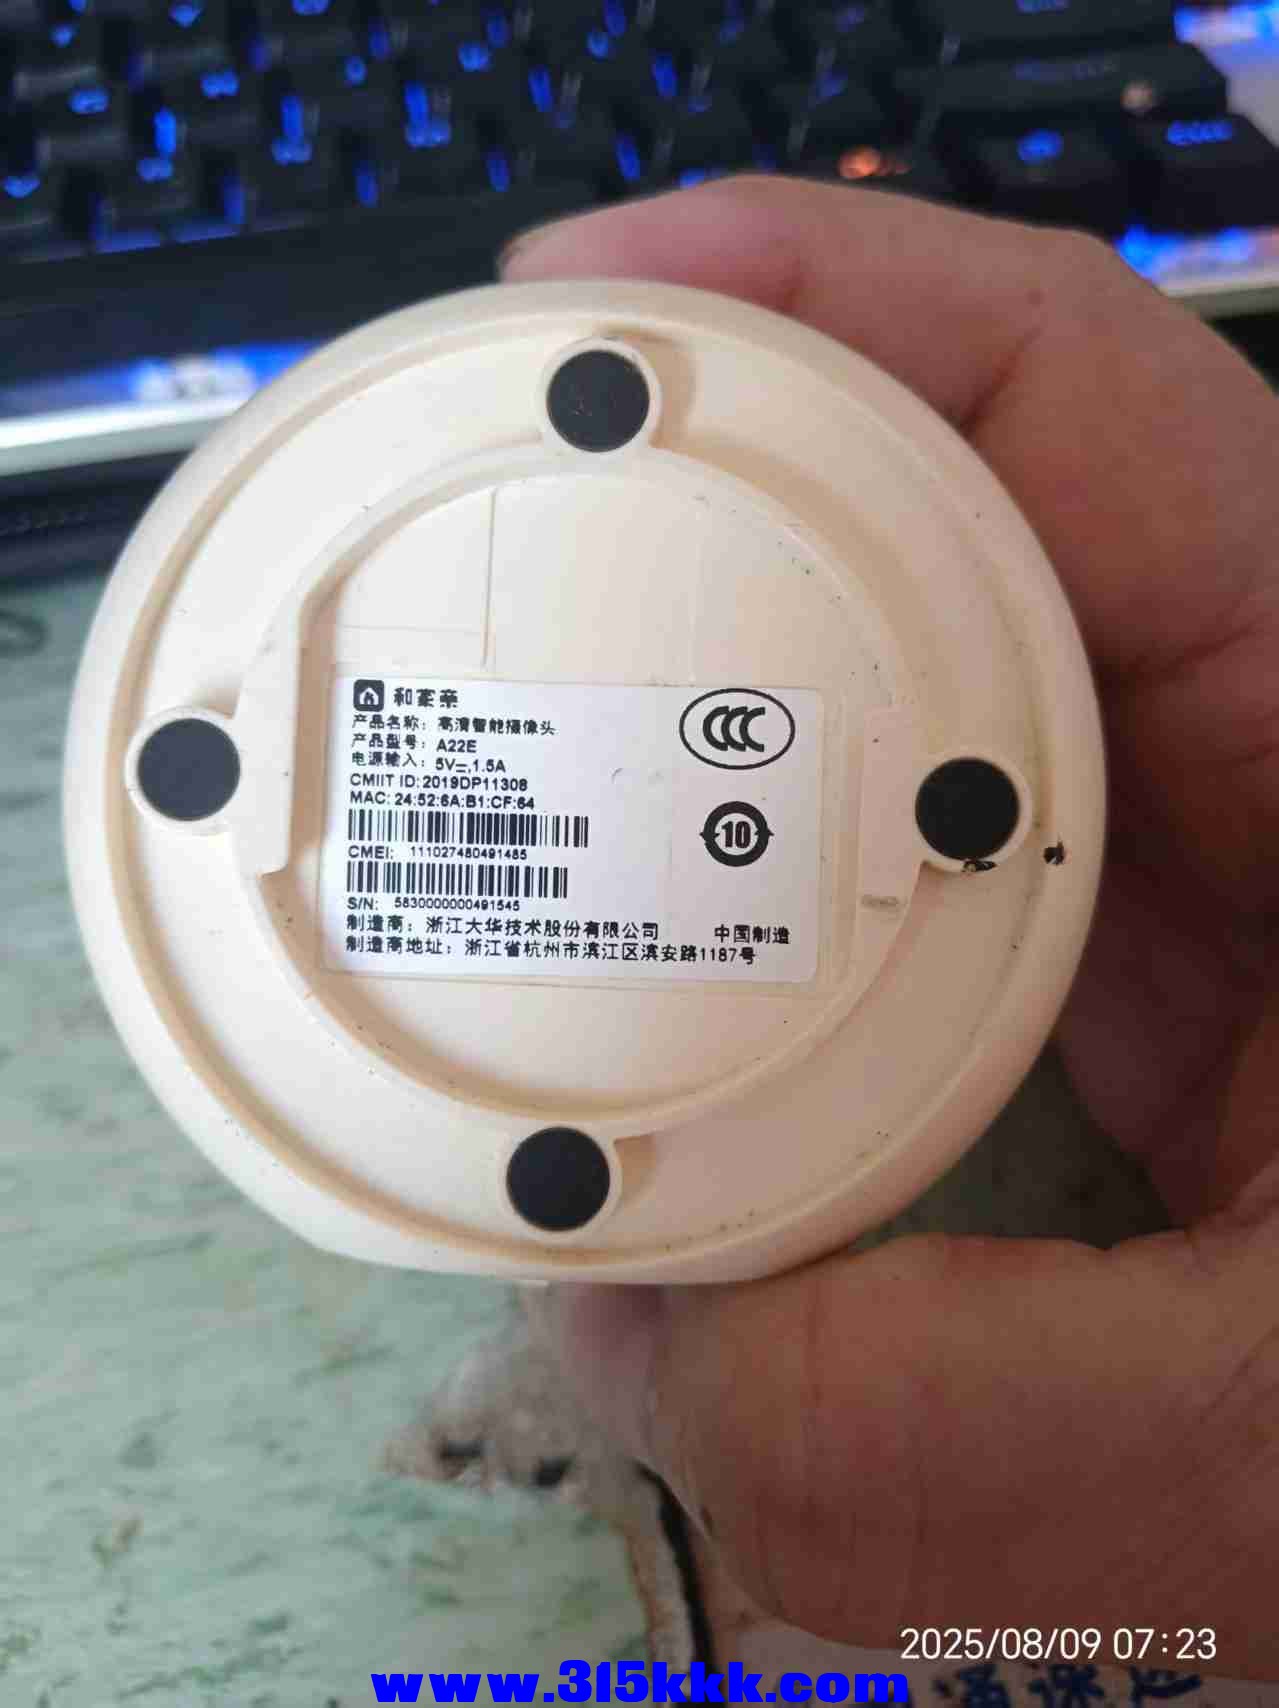 和家亲
产品名称：高清智能摄像头
产品型号：A22E
电源输入：5V⎓,1.5A
CMIIT ID:2019DP11308
MAC: 24:52:6A:B1:CF:64
CMEI: 111027480491485
S/N: 5830000000491545
制造商：浙江大华技术股份有限公司 中国制造
制造商地址：浙江省杭州市滨江区滨安路1187号
CCC
10
2025/08/09 07:23
www.315kkk.com